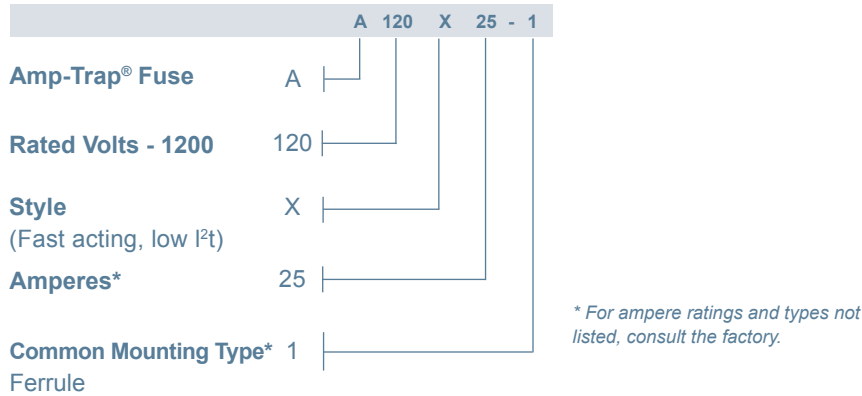 A 120 X 25 - 1
Amp-Trap® Fuse A
Rated Volts - 1200 120
Style X
(Fast acting, low I²t)
Amperes* 25
* For ampere ratings and types not
listed, consult the factory.
Common Mounting Type* 1
Ferrule